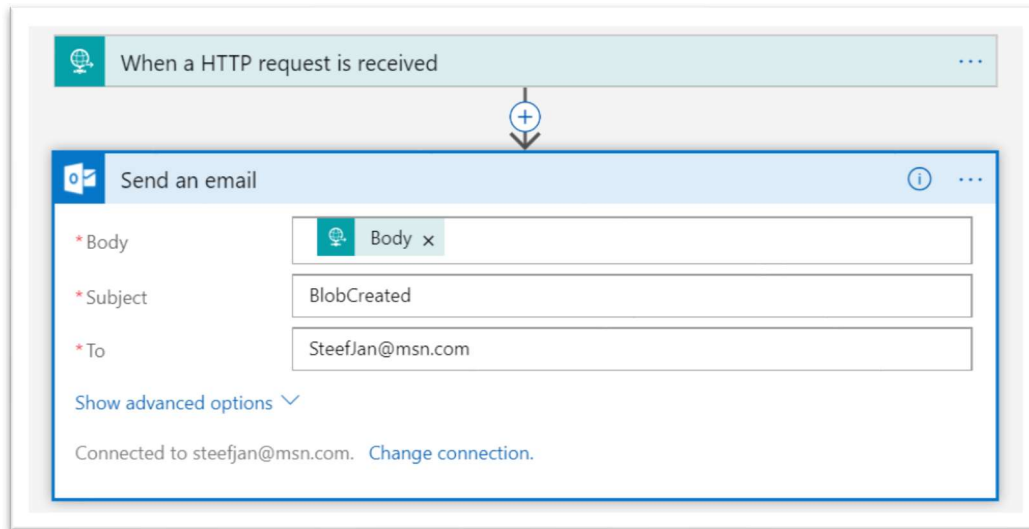 When a HTTP request is received
Send an email
*Body
Body ×
*Subject
BlobCreated
*To
SteefJan@msn.com
Show advanced options
Connected to steefjan@msn.com. Change connection.